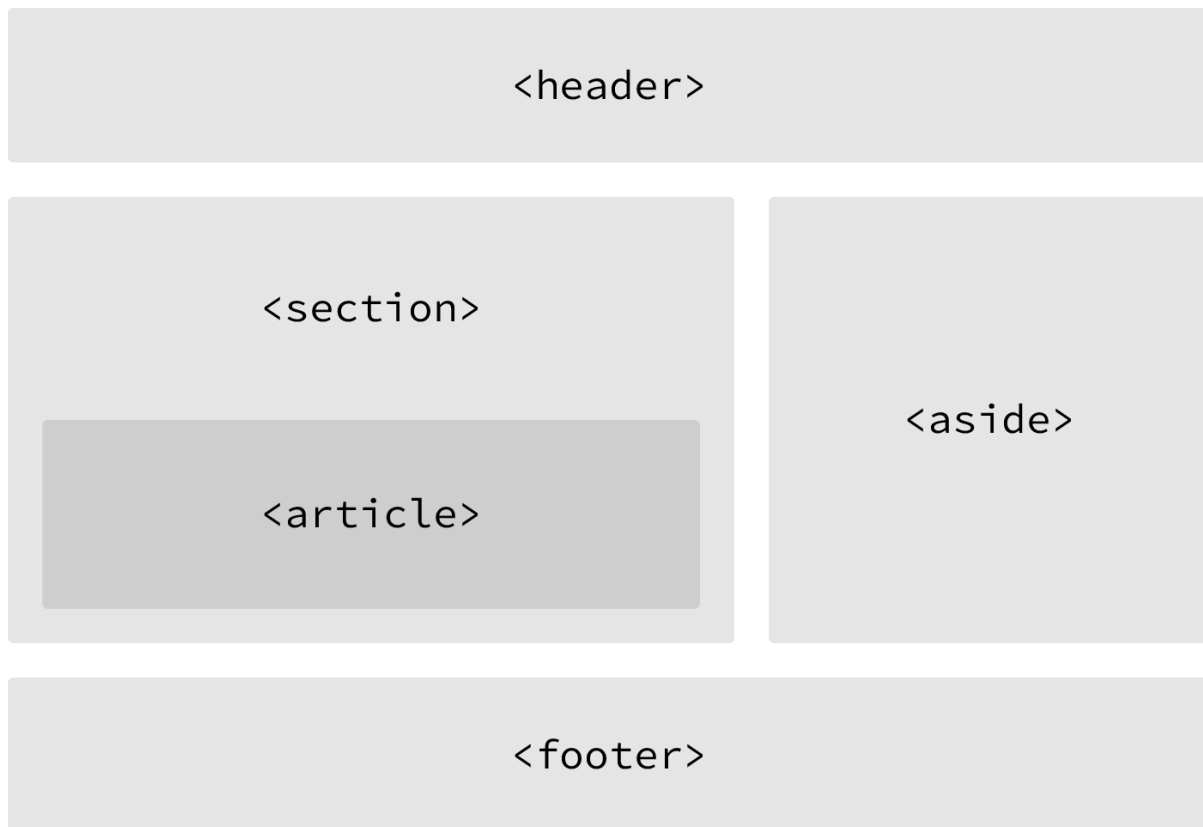 <header>
<section>
<article>
<aside>
<footer>